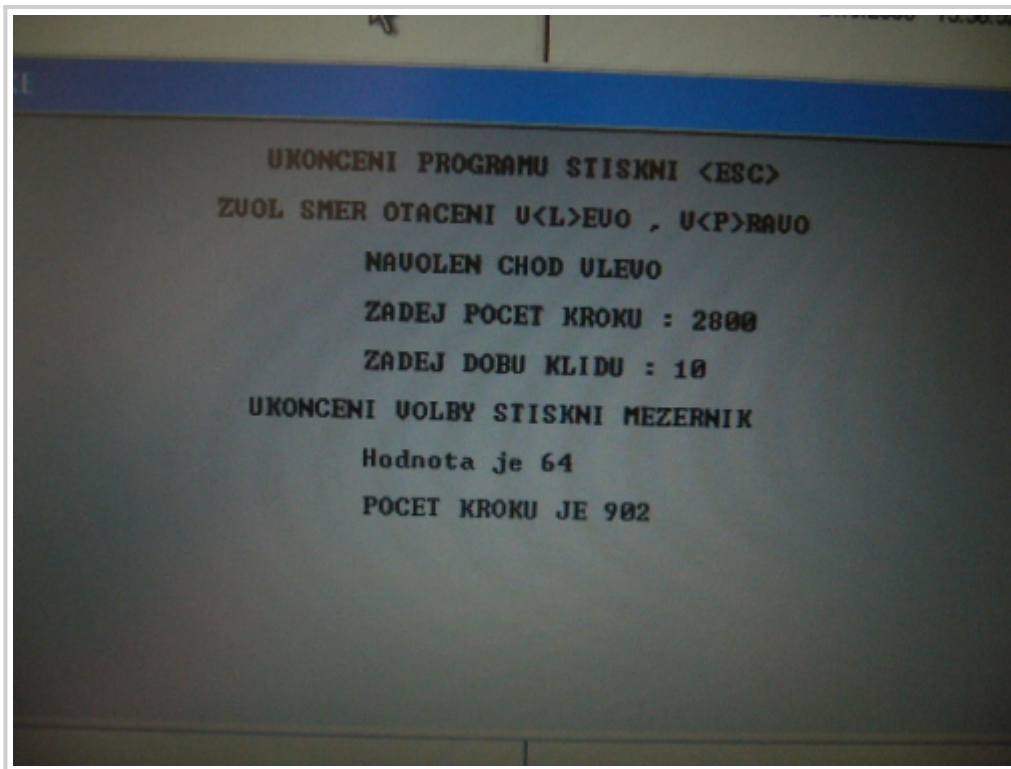 UKONCENI PROGRAMU STISKNI <ESC>
ZVOL SMER OTACENI V<L>EVO , V<P>RAVO
NAVOLEN CHOD VLEVO
ZADEJ POCET KROKU : 2800
ZADEJ DOBU KLIDU : 10
UKONCENI VOLBY STISKNI MEZERNIK
Hodnota je 64
POCET KROKU JE 902